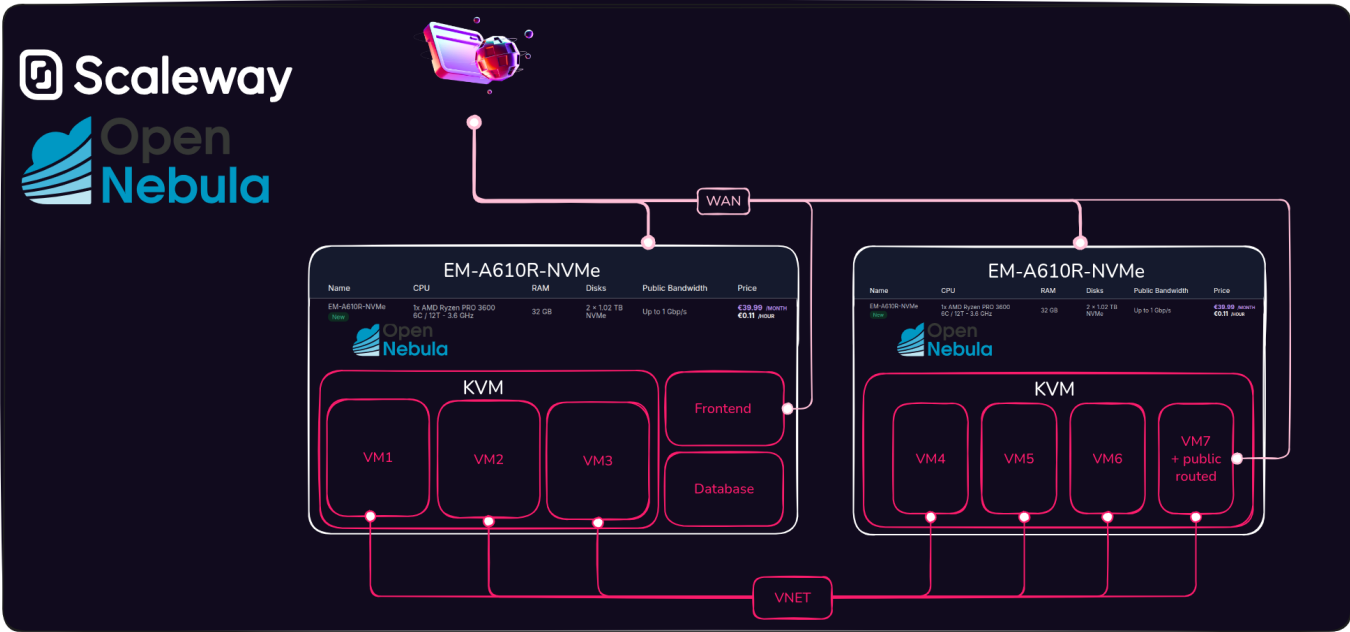 Scaleway
Open
Nebula
WAN
EM-A610R-NVMe
Name CPU RAM Disks Public Bandwidth Price
EM-A610R-NVMe 1x AMD Ryzen PRO 3600 32 GB 2 × 1.02 TB Up to 1 Gbp/s €39.99 /MONTH
New 6C / 12T - 3.6 GHz NVMe €0.11 /HOUR
Open
Nebula
KVM
VM1
VM2
VM3
Frontend
Database
EM-A610R-NVMe
Name CPU RAM Disks Public Bandwidth Price
EM-A610R-NVMe 1x AMD Ryzen PRO 3600 32 GB 2 × 1.02 TB Up to 1 Gbp/s €39.99 /MONTH
New 6C / 12T - 3.6 GHz NVMe €0.11 /HOUR
Open
Nebula
KVM
VM4
VM5
VM6
VM7
+ public
routed
VNET